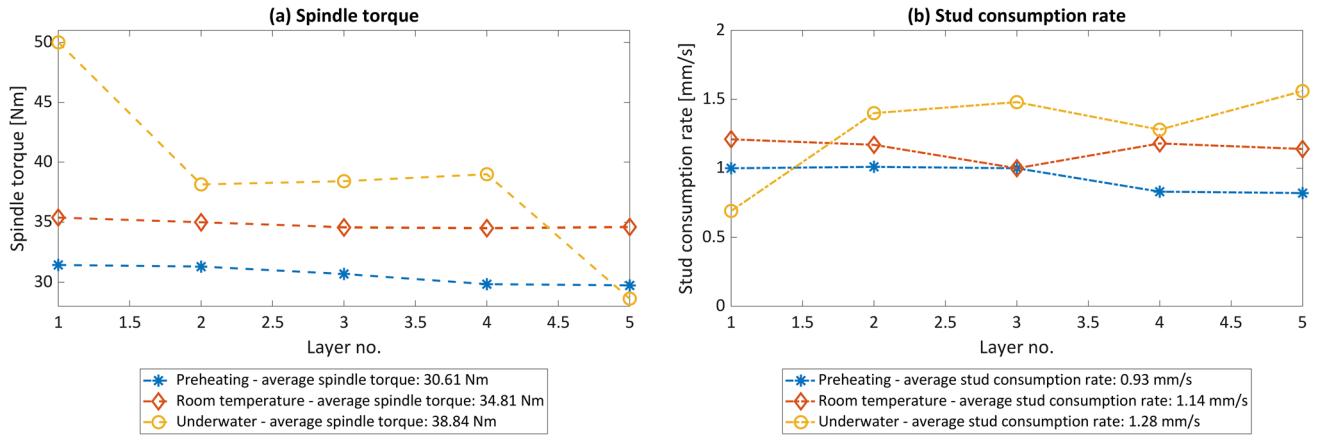 (a) Spindle torque
50
45
40
35
30
Spindle torque [Nm]
1 1.5 2 2.5 3 3.5 4 4.5 5
Layer no.
Preheating - average spindle torque: 30.61 Nm
Room temperature - average spindle torque: 34.81 Nm
Underwater - average spindle torque: 38.84 Nm
(b) Stud consumption rate
2
1.5
1
0.5
0
Stud consumption rate [mm/s]
1 1.5 2 2.5 3 3.5 4 4.5 5
Layer no.
Preheating - average stud consumption rate: 0.93 mm/s
Room temperature - average stud consumption rate: 1.14 mm/s
Underwater - average stud consumption rate: 1.28 mm/s